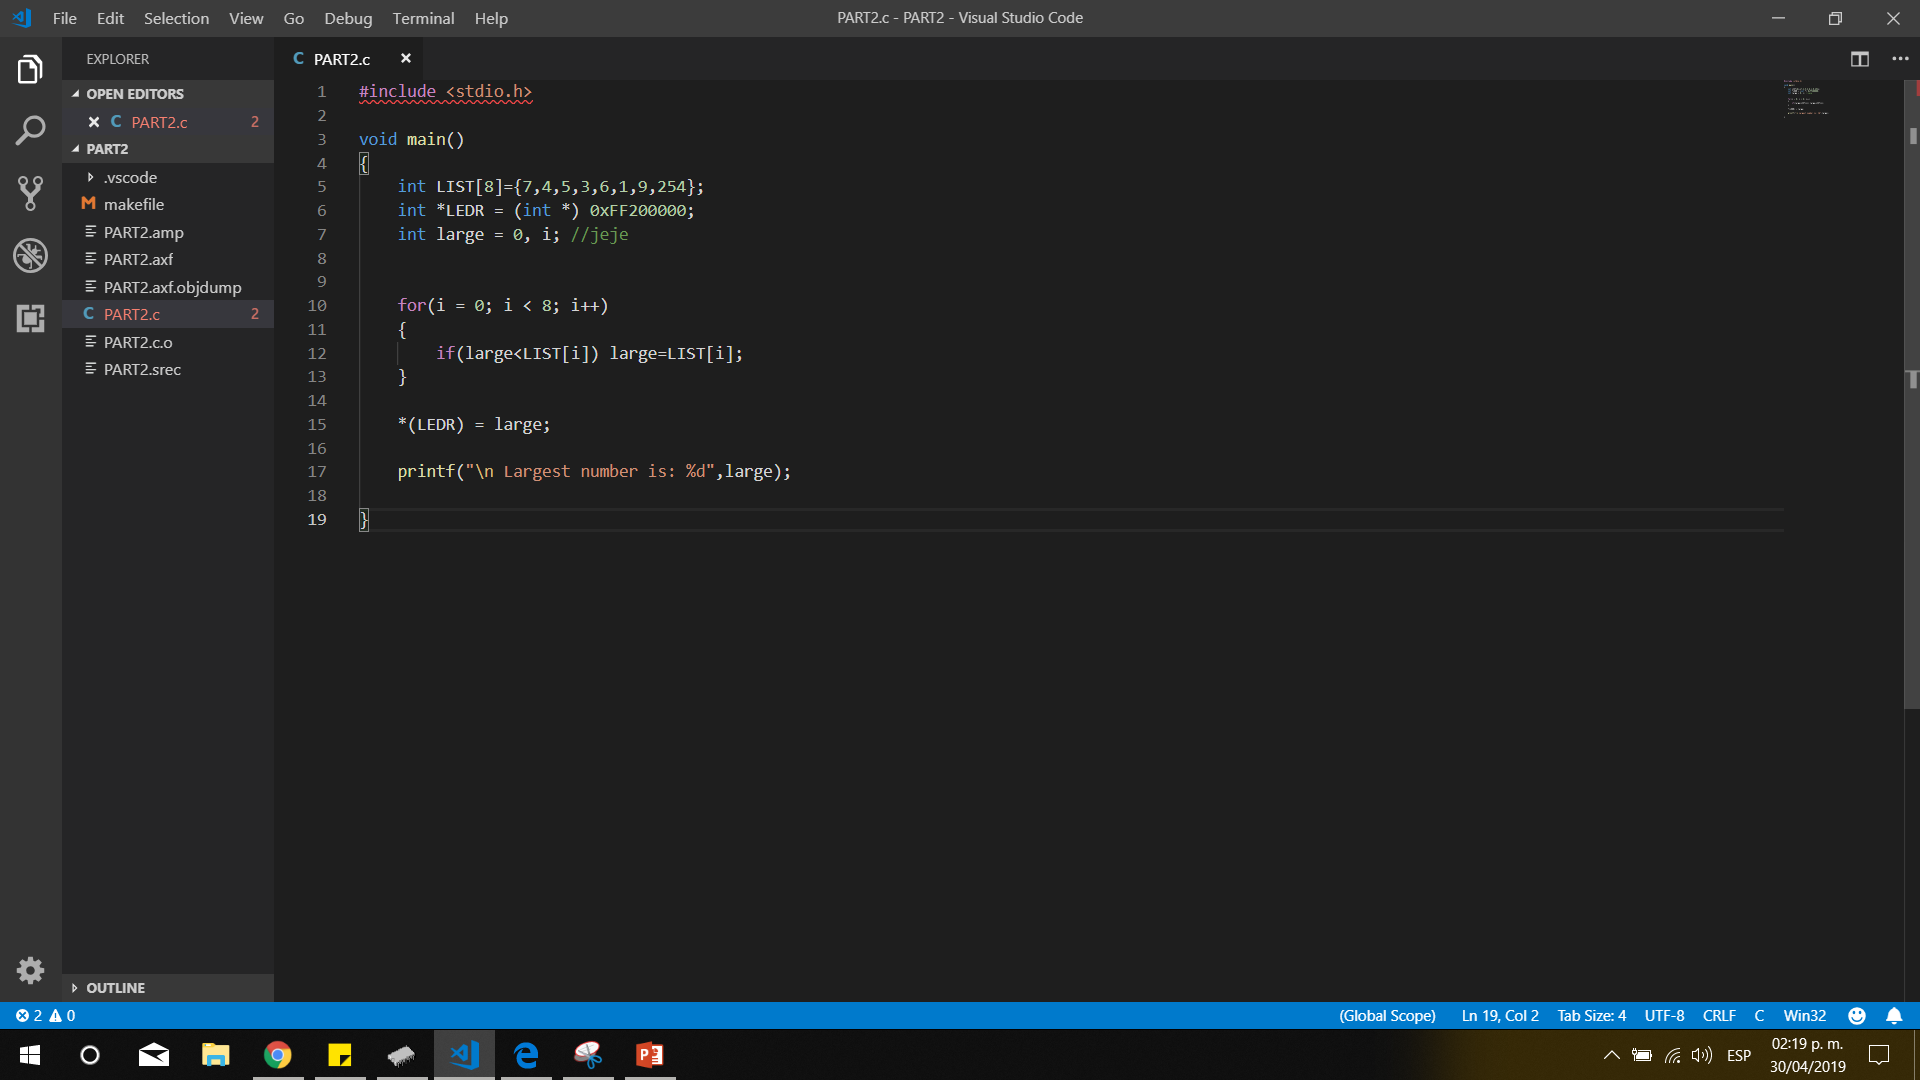 File Edit Selection View Go Debug Terminal Help
PART2.c - PART2 - Visual Studio Code
EXPLORER
OPEN EDITORS
C PART2.c 2
PART2
.vscode
M makefile
PART2.amp
PART2.axf
PART2.axf.objdump
C PART2.c 2
PART2.c.o
PART2.srec
OUTLINE
C PART2.c
1 #include <stdio.h>
2
3 void main()
4 {
5 int LIST[8]={7,4,5,3,6,1,9,254};
6 int *LEDR = (int *) 0xFF200000;
7 int large = 0, i; //jeje
8
9
10 for(i = 0; i < 8; i++)
11 {
12 if(large<LIST[i]) large=LIST[i];
13 }
14
15 *(LEDR) = large;
16
17 printf("\n Largest number is: %d",large);
18
19 }
2 0
(Global Scope) Ln 19, Col 2 Tab Size: 4 UTF-8 CRLF C Win32
ESP
02:19 p. m.
30/04/2019